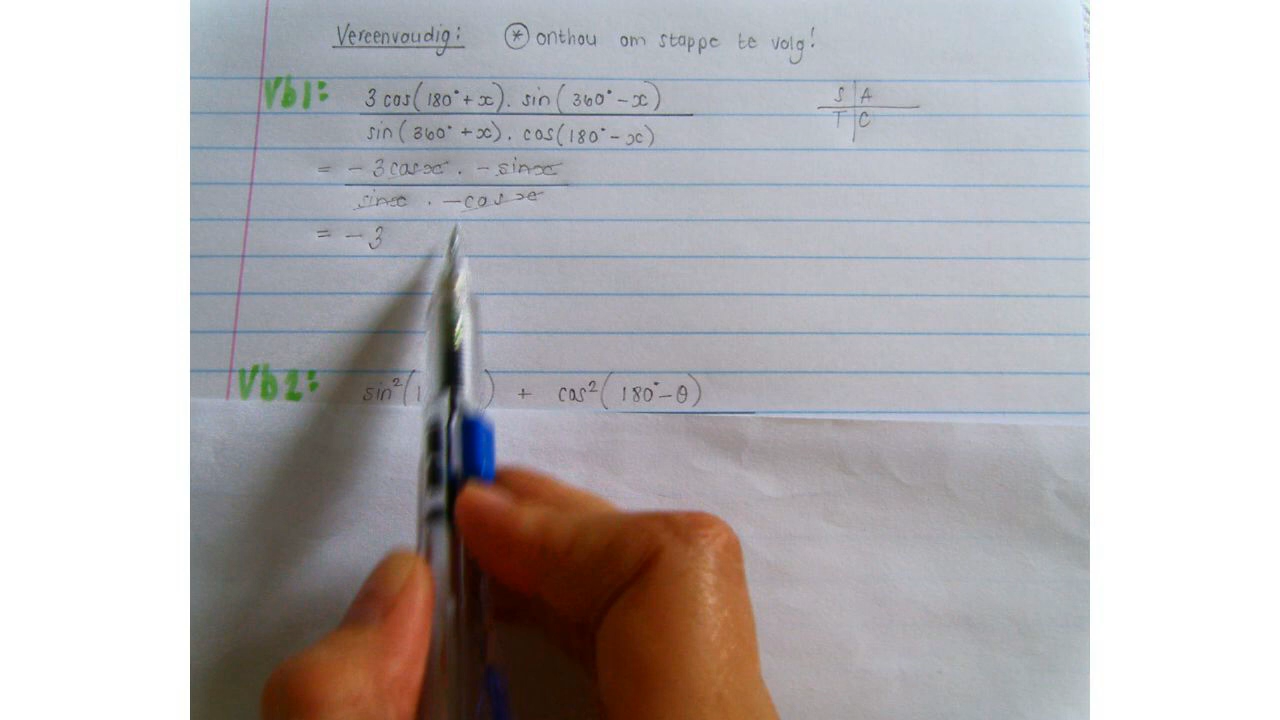 Vereenvoudig: * onthou om stappe te volg!
Vb1: 3 cos(180° + x) . sin(360° − x)
S A
sin(360° + x) . cos(180° − x)
T C
= − 3 cos x . − sin x
sin x . − cos x
= − 3
Vb2: sin²(1 ) + cos²(180° − θ)